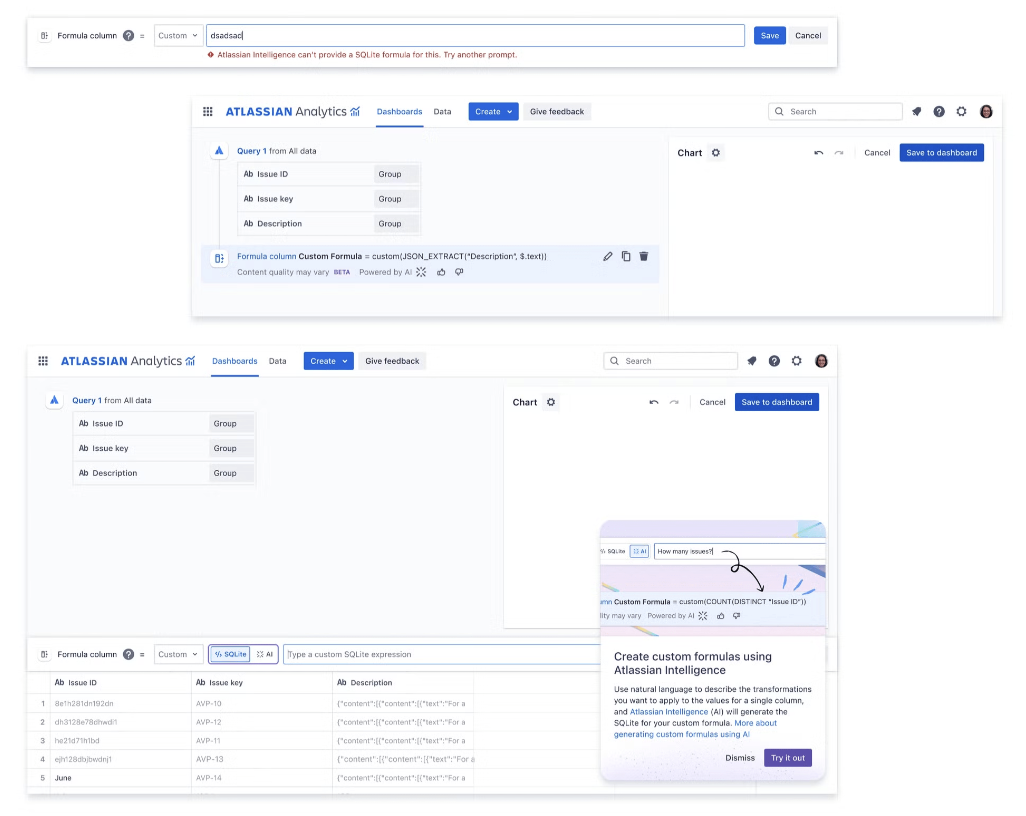 Formula column ? = Custom dsadsad Save Cancel
Atlassian Intelligence can't provide a SQLite formula for this. Try another prompt.
ATLASSIAN Analytics Dashboards Data Create Give feedback Search
Query 1 from All data
Ab Issue ID Group
Ab Issue key Group
Ab Description Group
Formula column Custom Formula = custom(JSON_EXTRACT("Description", $.text))
Content quality may vary BETA Powered by AI
Chart Cancel Save to dashboard
ATLASSIAN Analytics Dashboards Data Create Give feedback Search
Query 1 from All data
Ab Issue ID Group
Ab Issue key Group
Ab Description Group
Chart Cancel Save to dashboard
SQLite AI How many issues?
umn Custom Formula = custom(COUNT(DISTINCT "Issue ID"))
lity may vary Powered by AI
Create custom formulas using
Atlassian Intelligence
Use natural language to describe the transformations
you want to apply to the values for a single column,
and Atlassian Intelligence (AI) will generate the
SQLite for your custom formula. More about
generating custom formulas using AI
Dismiss Try it out
Formula column ? = Custom SQLite AI Type a custom SQLite expression
Ab Issue ID Ab Issue key Ab Description
1 8e1h281dn192dn AVP-10 {"content":[{"content":[{"text":"For a
2 AVP-12 {"content":[{"content":[{"text":"For a
3 he21d71h1bd AVP-11 {"content":[{"content":[{"text":"For a
4 AVP-13 {"content":[{"content":[{"text":"For a
5 June AVP-14 {"content":[{"content":[{"text":"For a